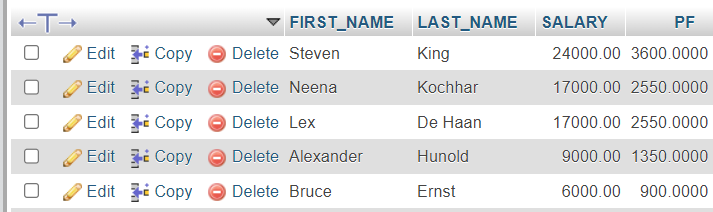 FIRST_NAME LAST_NAME SALARY PF
Edit Copy Delete Steven King 24000.00 3600.0000
Edit Copy Delete Neena Kochhar 17000.00 2550.0000
Edit Copy Delete Lex De Haan 17000.00 2550.0000
Edit Copy Delete Alexander Hunold 9000.00 1350.0000
Edit Copy Delete Bruce Ernst 6000.00 900.0000